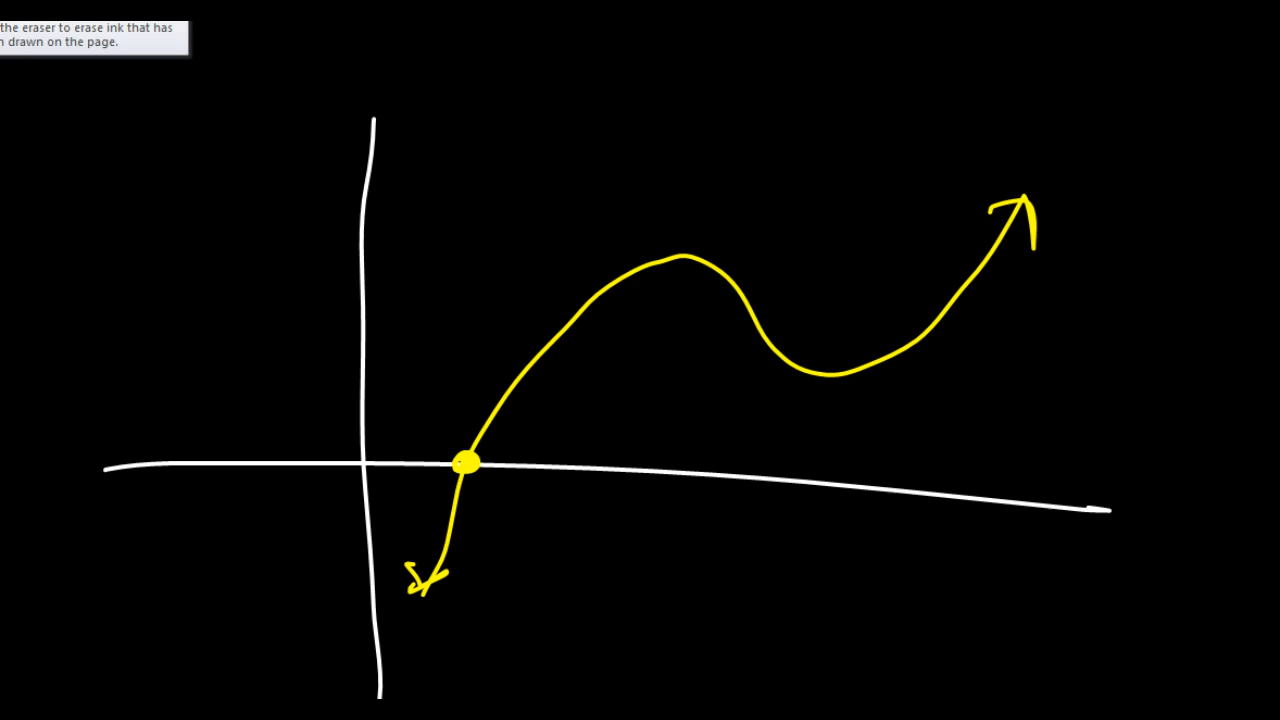 the eraser to erase ink that has
drawn on the page.